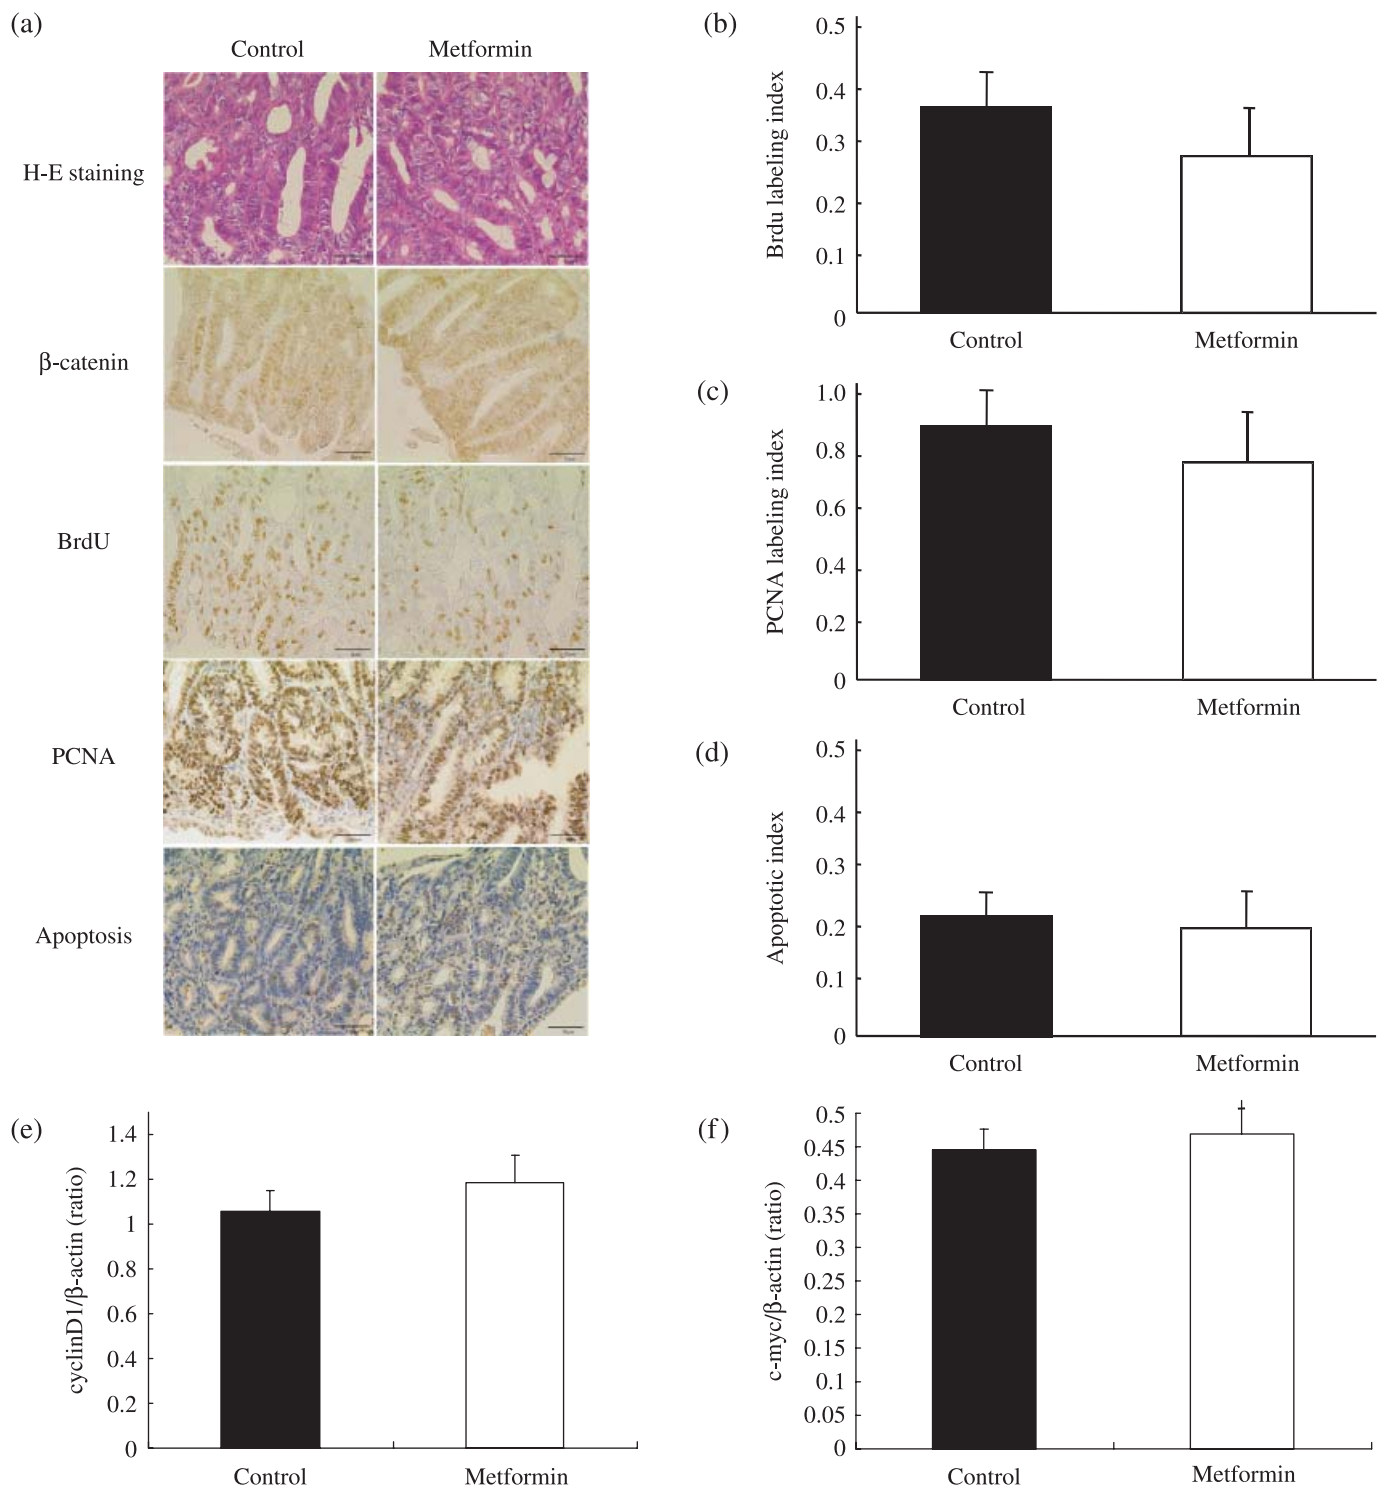 (a)
Control
Metformin
H-E staining
β-catenin
BrdU
PCNA
Apoptosis
(b)
Brdu labeling index
0.5
0.4
0.3
0.2
0.1
0
Control
Metformin
(c)
PCNA labeling index
1.0
0.8
0.6
0.4
0.2
0
Control
Metformin
(d)
Apoptotic index
0.5
0.4
0.3
0.2
0.1
0
Control
Metformin
(e)
cyclinD1/β-actin (ratio)
1.4
1.2
1
0.8
0.6
0.4
0.2
0
Control
Metformin
(f)
c-myc/β-actin (ratio)
0.5
0.45
0.4
0.35
0.3
0.25
0.2
0.15
0.1
0.05
0
Control
Metformin